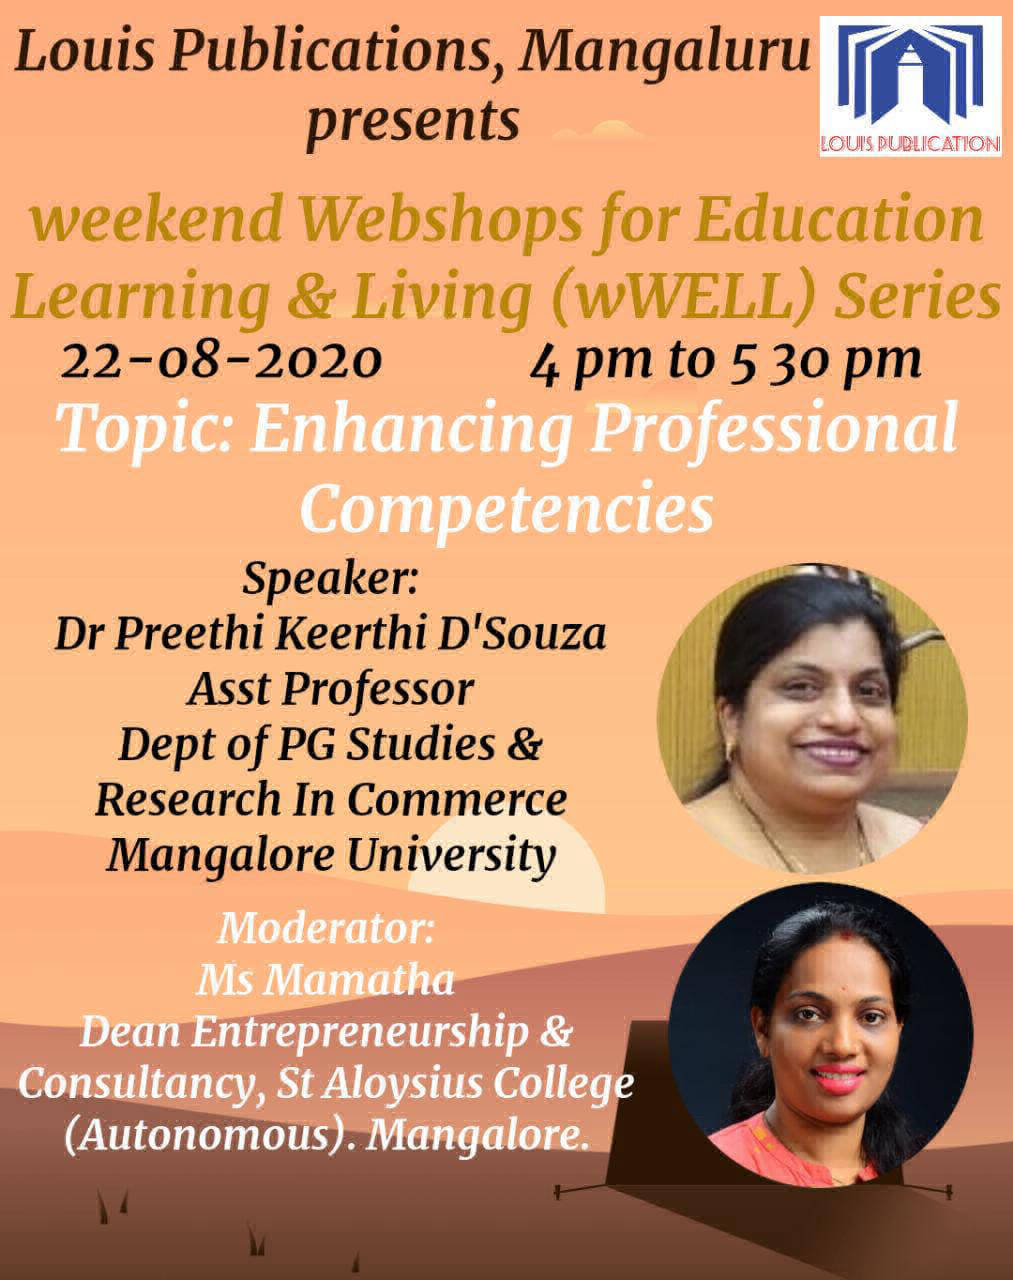 Louis Publications, Mangaluru
presents
LOUIS PUBLICATION
weekend Webshops for Education
Learning & Living (wWELL) Series
22-08-2020 4 pm to 5 30 pm
Topic: Enhancing Professional
Competencies
Speaker:
Dr Preethi Keerthi D'Souza
Asst Professor
Dept of PG Studies &
Research In Commerce
Mangalore University
Moderator:
Ms Mamatha
Dean Entrepreneurship &
Consultancy, St Aloysius College
(Autonomous). Mangalore.